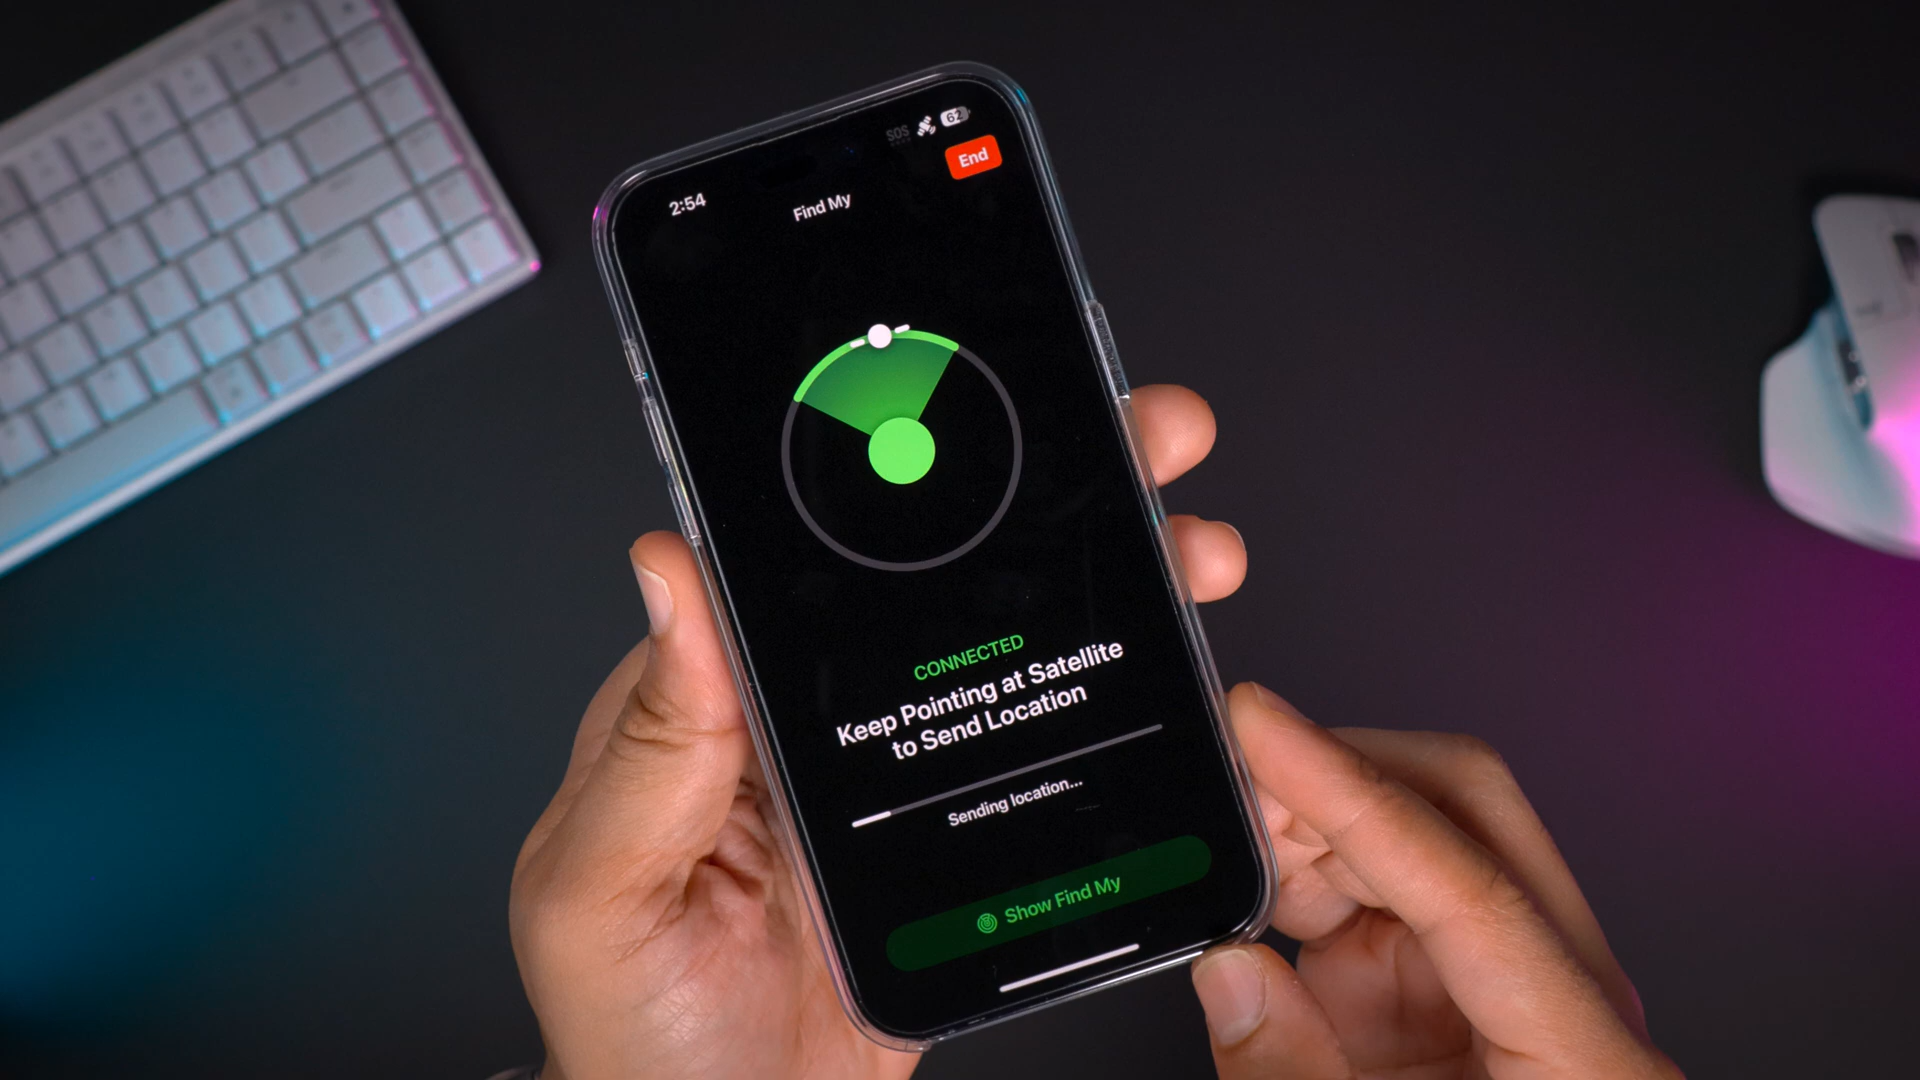 SOS 62
End
2:54
Find My
CONNECTED
Keep Pointing at Satellite
to Send Location
Sending location...
Show Find My